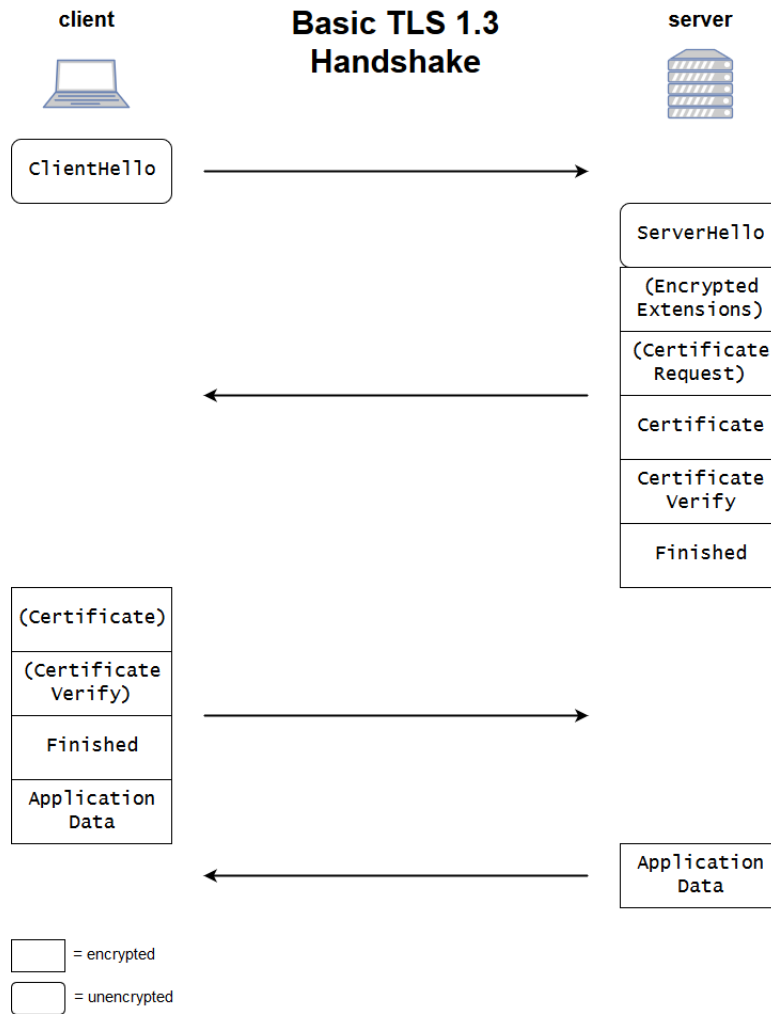 client
Basic TLS 1.3
Handshake
server
ClientHello
ServerHello
(Encrypted
Extensions)
(Certificate
Request)
Certificate
Certificate
Verify
Finished
(Certificate)
(Certificate
Verify)
Finished
Application
Data
Application
Data
= encrypted
= unencrypted